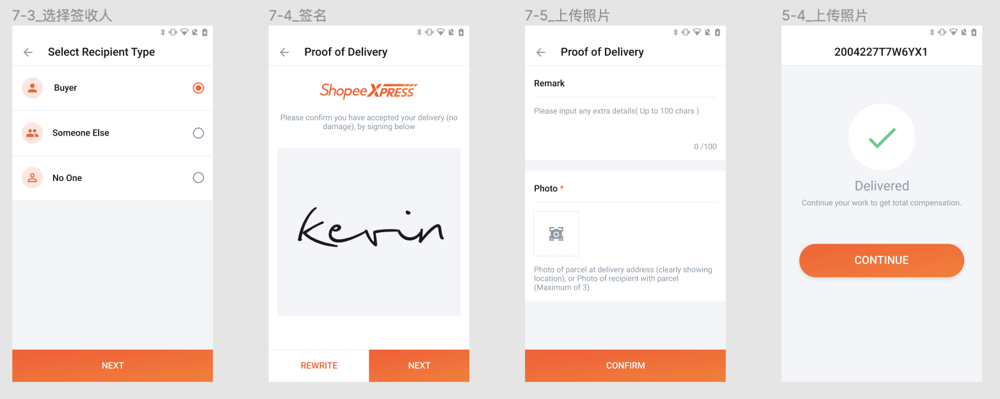 7-3_选择签收人
Select Recipient Type
Buyer
Someone Else
No One
NEXT
7-4_签名
Proof of Delivery
Shopee XPRESS
Please confirm you have accepted your delivery (no
damage), by signing below
Kevin
REWRITE
NEXT
7-5_上传照片
Proof of Delivery
Remark
Please input any extra details( Up to 100 chars )
0 /100
Photo *
Photo of parcel at delivery address (clearly showing
location), or Photo of recipient with parcel
(Maximum of 3)
CONFIRM
5-4_上传照片
2004227T7W6YX1
Delivered
Continue your work to get total compensation.
CONTINUE